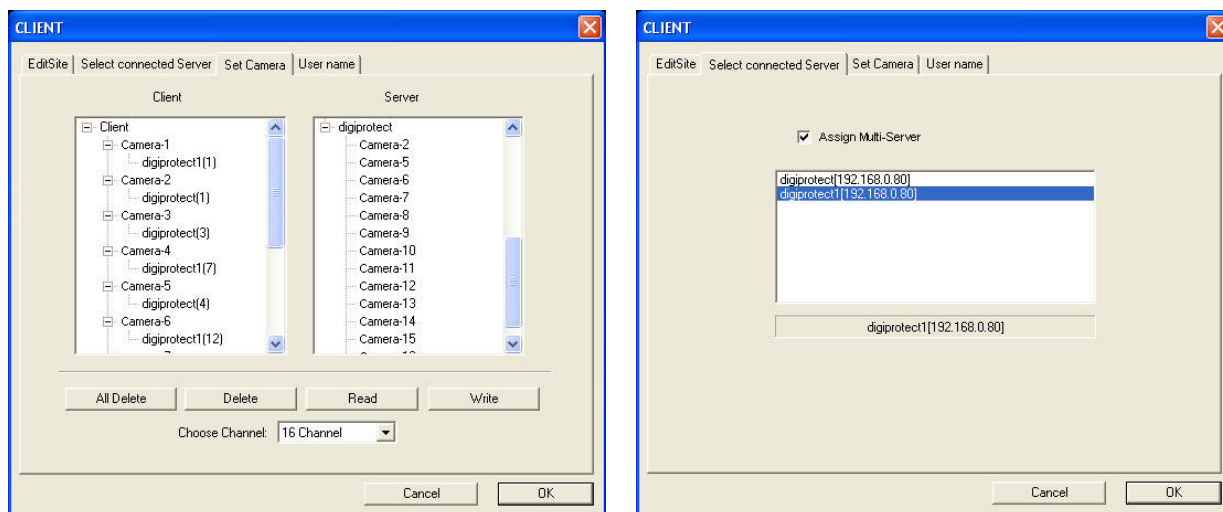 CLIENT
EditSite
Select connected Server
Set Camera
User name
Client
Server
Client
Camera-1
digiprotect1(1)
Camera-2
digiprotect(1)
Camera-3
digiprotect(3)
Camera-4
digiprotect1(7)
Camera-5
digiprotect(4)
Camera-6
digiprotect1(12)
digiprotect
Camera-2
Camera-5
Camera-6
Camera-7
Camera-8
Camera-9
Camera-10
Camera-11
Camera-12
Camera-13
Camera-14
Camera-15
All Delete
Delete
Read
Write
Choose Channel: 16 Channel
Cancel
OK
CLIENT
EditSite
Select connected Server
Set Camera
User name
Assign Multi-Server
digiprotect[192.168.0.80]
digiprotect1[192.168.0.80]
digiprotect1[192.168.0.80]
Cancel
OK